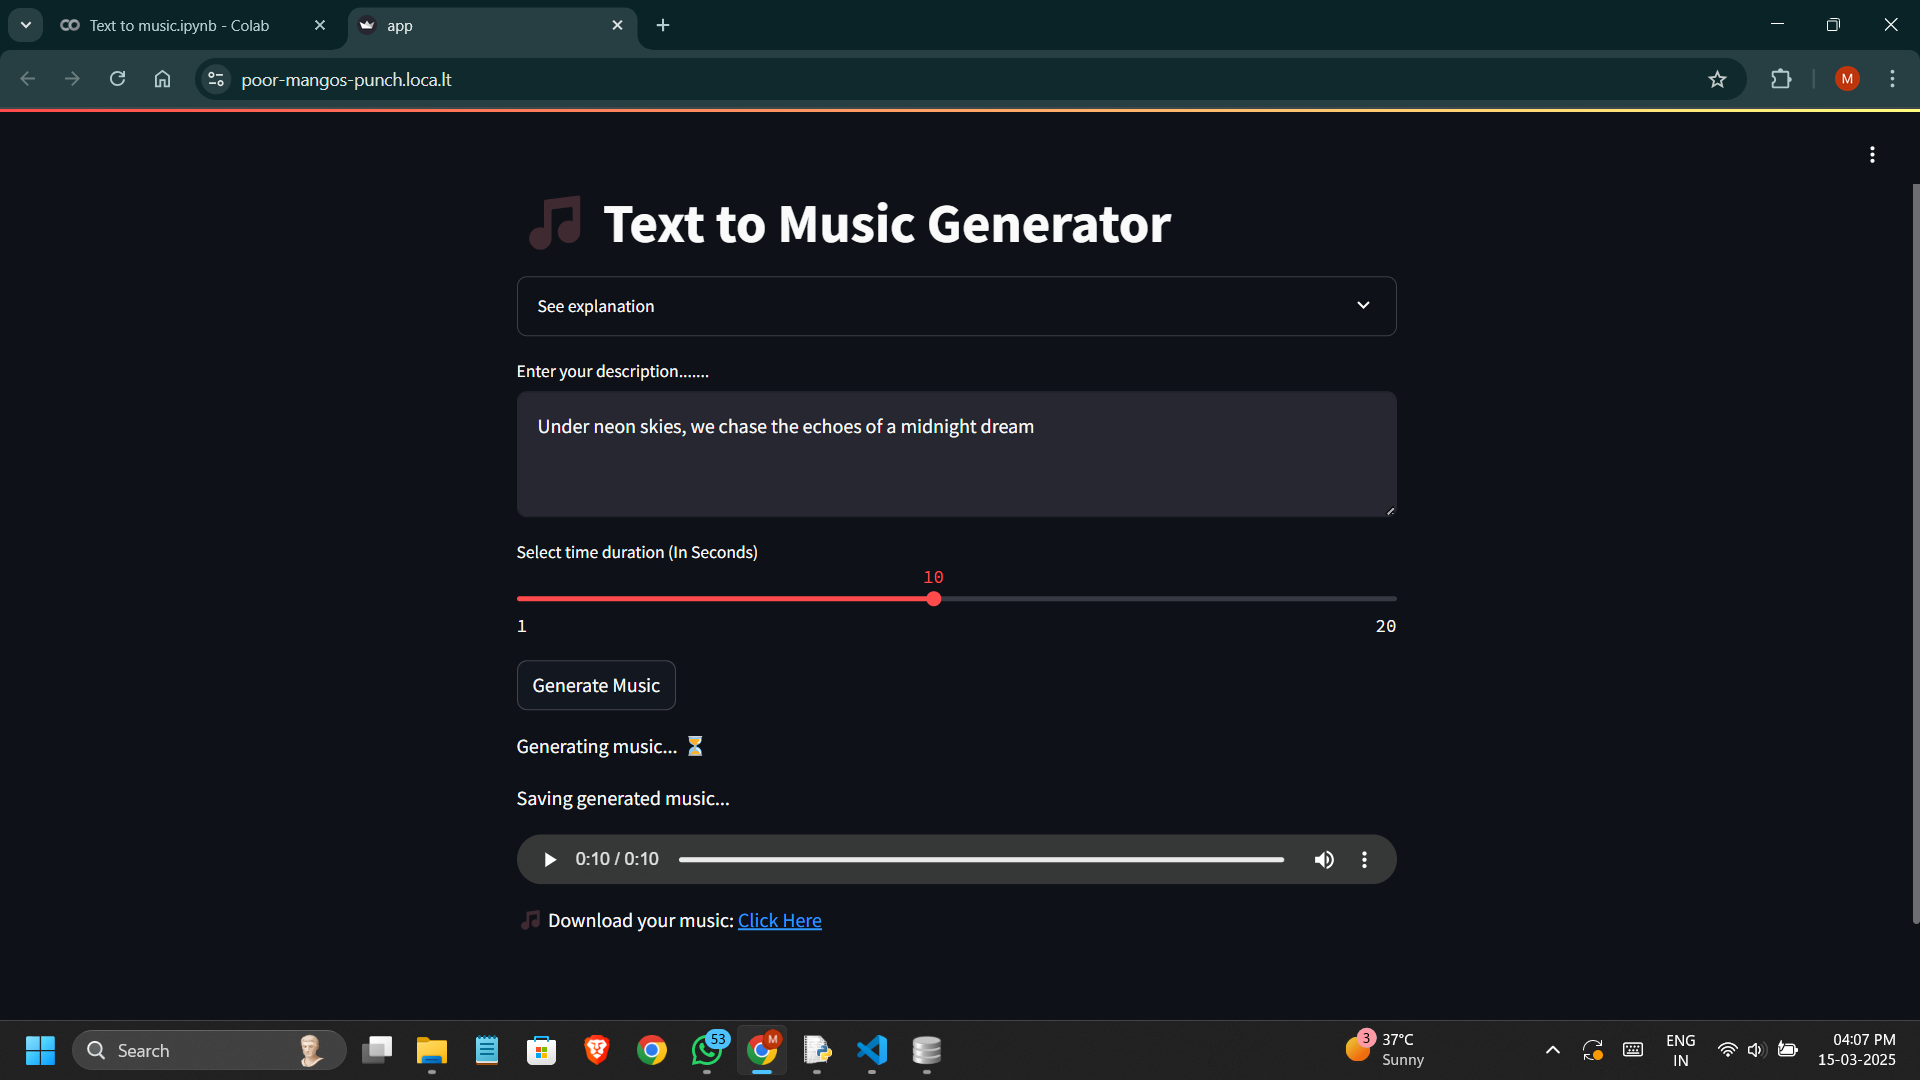 Text to music.ipynb - Colab
app
poor-mangos-punch.loca.lt
M
Text to Music Generator
See explanation
Enter your description.......
Under neon skies, we chase the echoes of a midnight dream
Select time duration (In Seconds)
10
1
20
Generate Music
Generating music...
Saving generated music...
0:10 / 0:10
Download your music: Click Here
Search
53
M
3
37°C
Sunny
ENG
IN
04:07 PM
15-03-2025